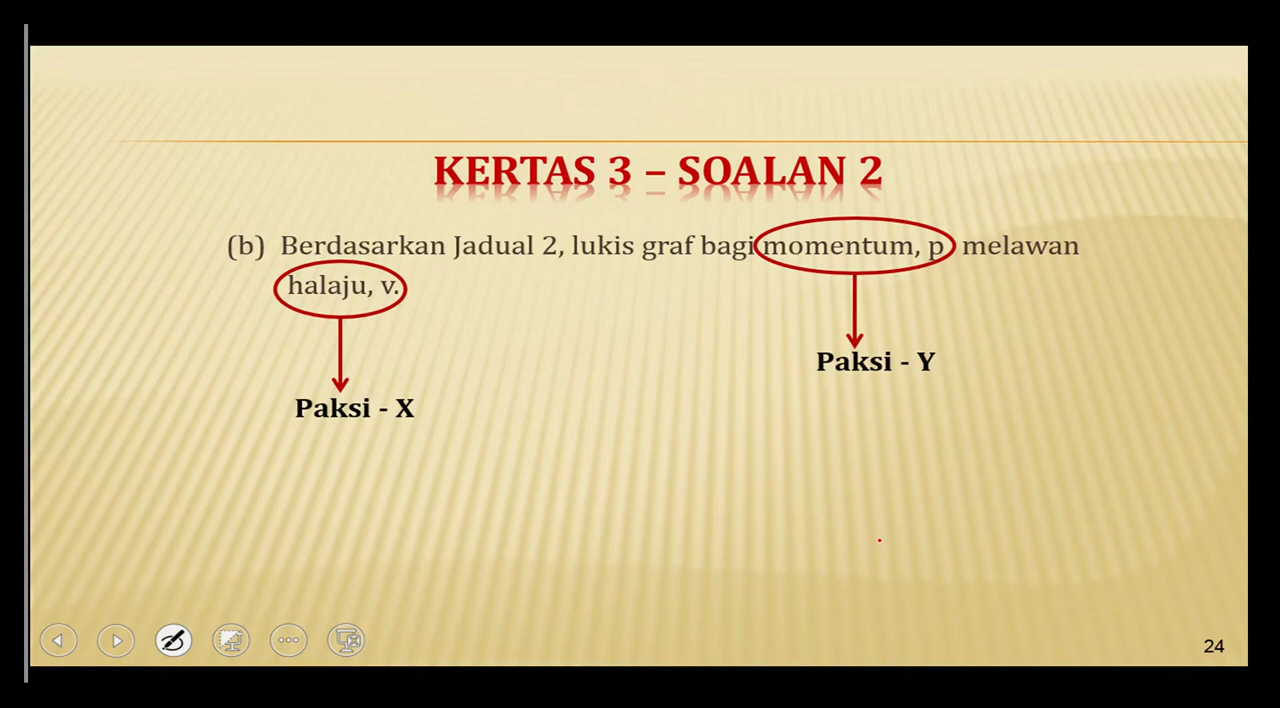 KERTAS 3 – SOALAN 2
(b) Berdasarkan Jadual 2, lukis graf bagi momentum, p melawan
halaju, v.
Paksi - Y
Paksi - X
24